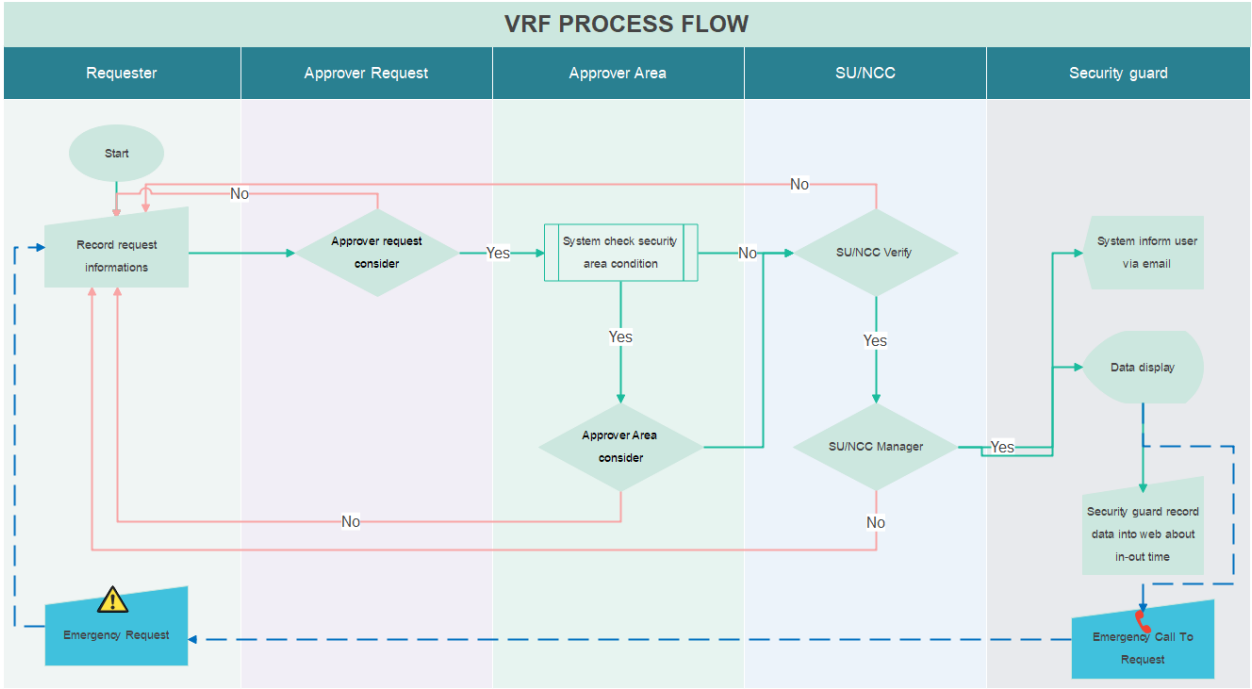 VRF PROCESS FLOW
Requester
Approver Request
Approver Area
SU/NCC
Security guard
Start
No
No
Record request
informations
Approver request
consider
Yes
System check security
area condition
No
SU/NCC Verify
System inform user
via email
Yes
Yes
Data display
Approver Area
consider
SU/NCC Manager
Yes
No
No
Security guard record
data into web about
in-out time
Emergency Request
Emergency Call To
Request